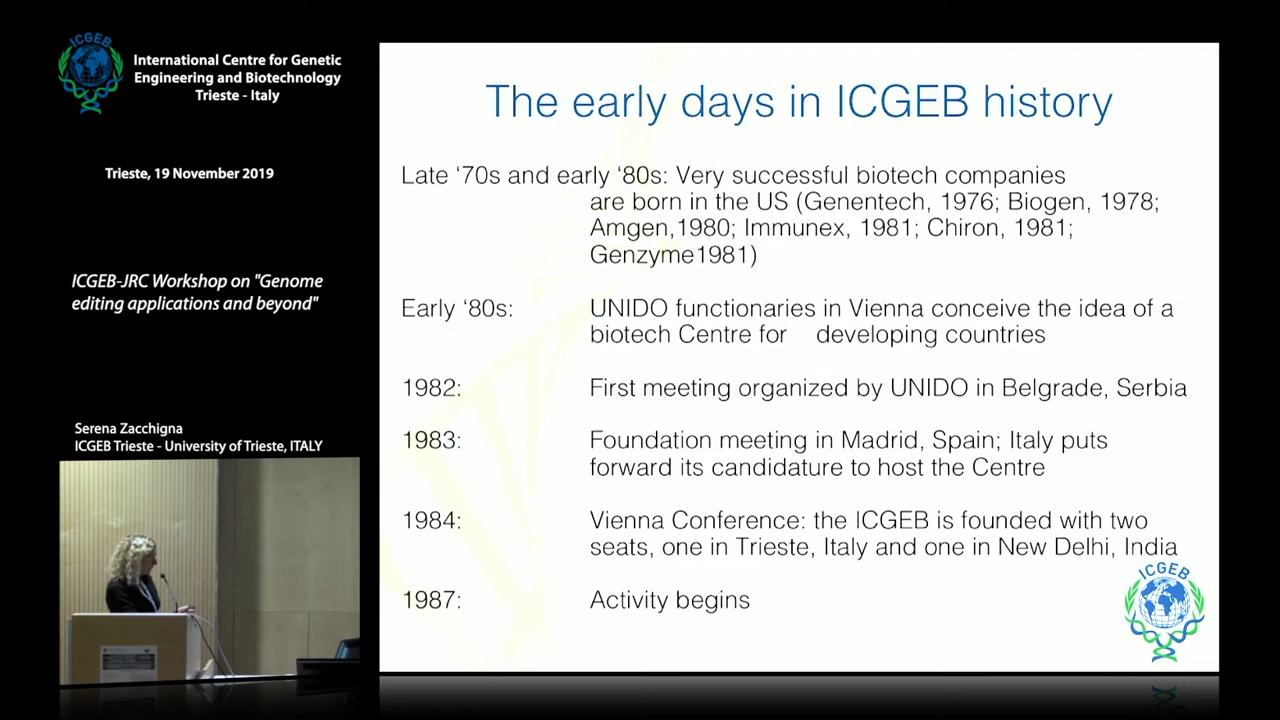 ICGEB
International Centre for Genetic
Engineering and Biotechnology
Trieste - Italy
Trieste, 19 November 2019
ICGEB-JRC Workshop on "Genome
editing applications and beyond"
Serena Zacchigna
ICGEB Trieste - University of Trieste, ITALY
The early days in ICGEB history
Late ‘70s and early ‘80s: Very successful biotech companies
are born in the US (Genentech, 1976; Biogen, 1978;
Amgen,1980; Immunex, 1981; Chiron, 1981;
Genzyme1981)
Early ‘80s: UNIDO functionaries in Vienna conceive the idea of a
biotech Centre for developing countries
1982: First meeting organized by UNIDO in Belgrade, Serbia
1983: Foundation meeting in Madrid, Spain; Italy puts
forward its candidature to host the Centre
1984: Vienna Conference: the ICGEB is founded with two
seats, one in Trieste, Italy and one in New Delhi, India
1987: Activity begins
ICGEB